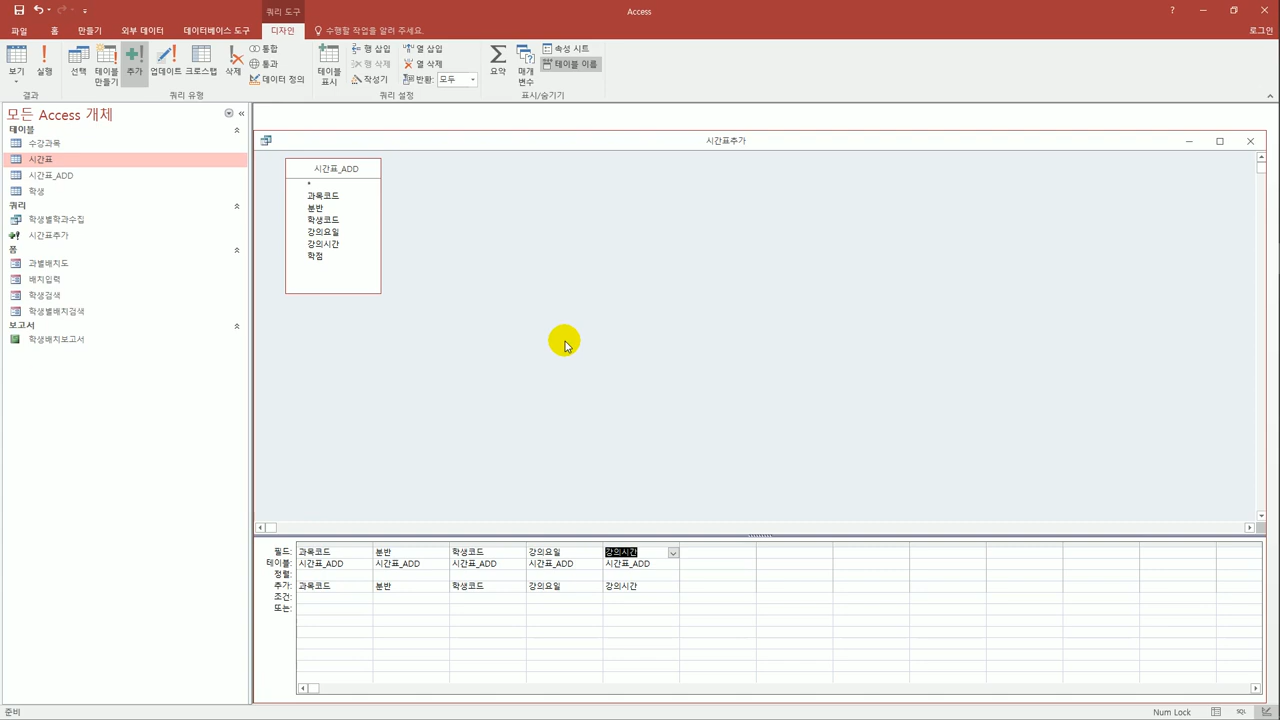 쿼리 도구
Access
?
파일
홈
만들기
외부 데이터
데이터베이스 도구
디자인
수행할 작업을 알려 주세요.
로그인
보기
실행
선택
테이블 만들기
추가
업데이트
크로스탭
삭제
통합
통과
데이터 정의
테이블 표시
행 삽입
행 삭제
작성기
열 삽입
열 삭제
반환: 모두
요약
매개 변수
속성 시트
테이블 이름
결과
쿼리 유형
쿼리 설정
표시/숨기기
모든 Access 개체
테이블
수강과목
시간표
시간표_ADD
학생
쿼리
학생별학과수집
시간표추가
폼
과별배치도
배치입력
학생검색
학생별배치검색
보고서
학생배치보고서
시간표추가
시간표_ADD
*
과목코드
분반
학생코드
강의요일
강의시간
학점
필드: 과목코드 분반 학생코드 강의요일 강의시간
테이블: 시간표_ADD 시간표_ADD 시간표_ADD 시간표_ADD 시간표_ADD
정렬:
추가: 과목코드 분반 학생코드 강의요일 강의시간
조건:
또는:
준비
Num Lock
SQL